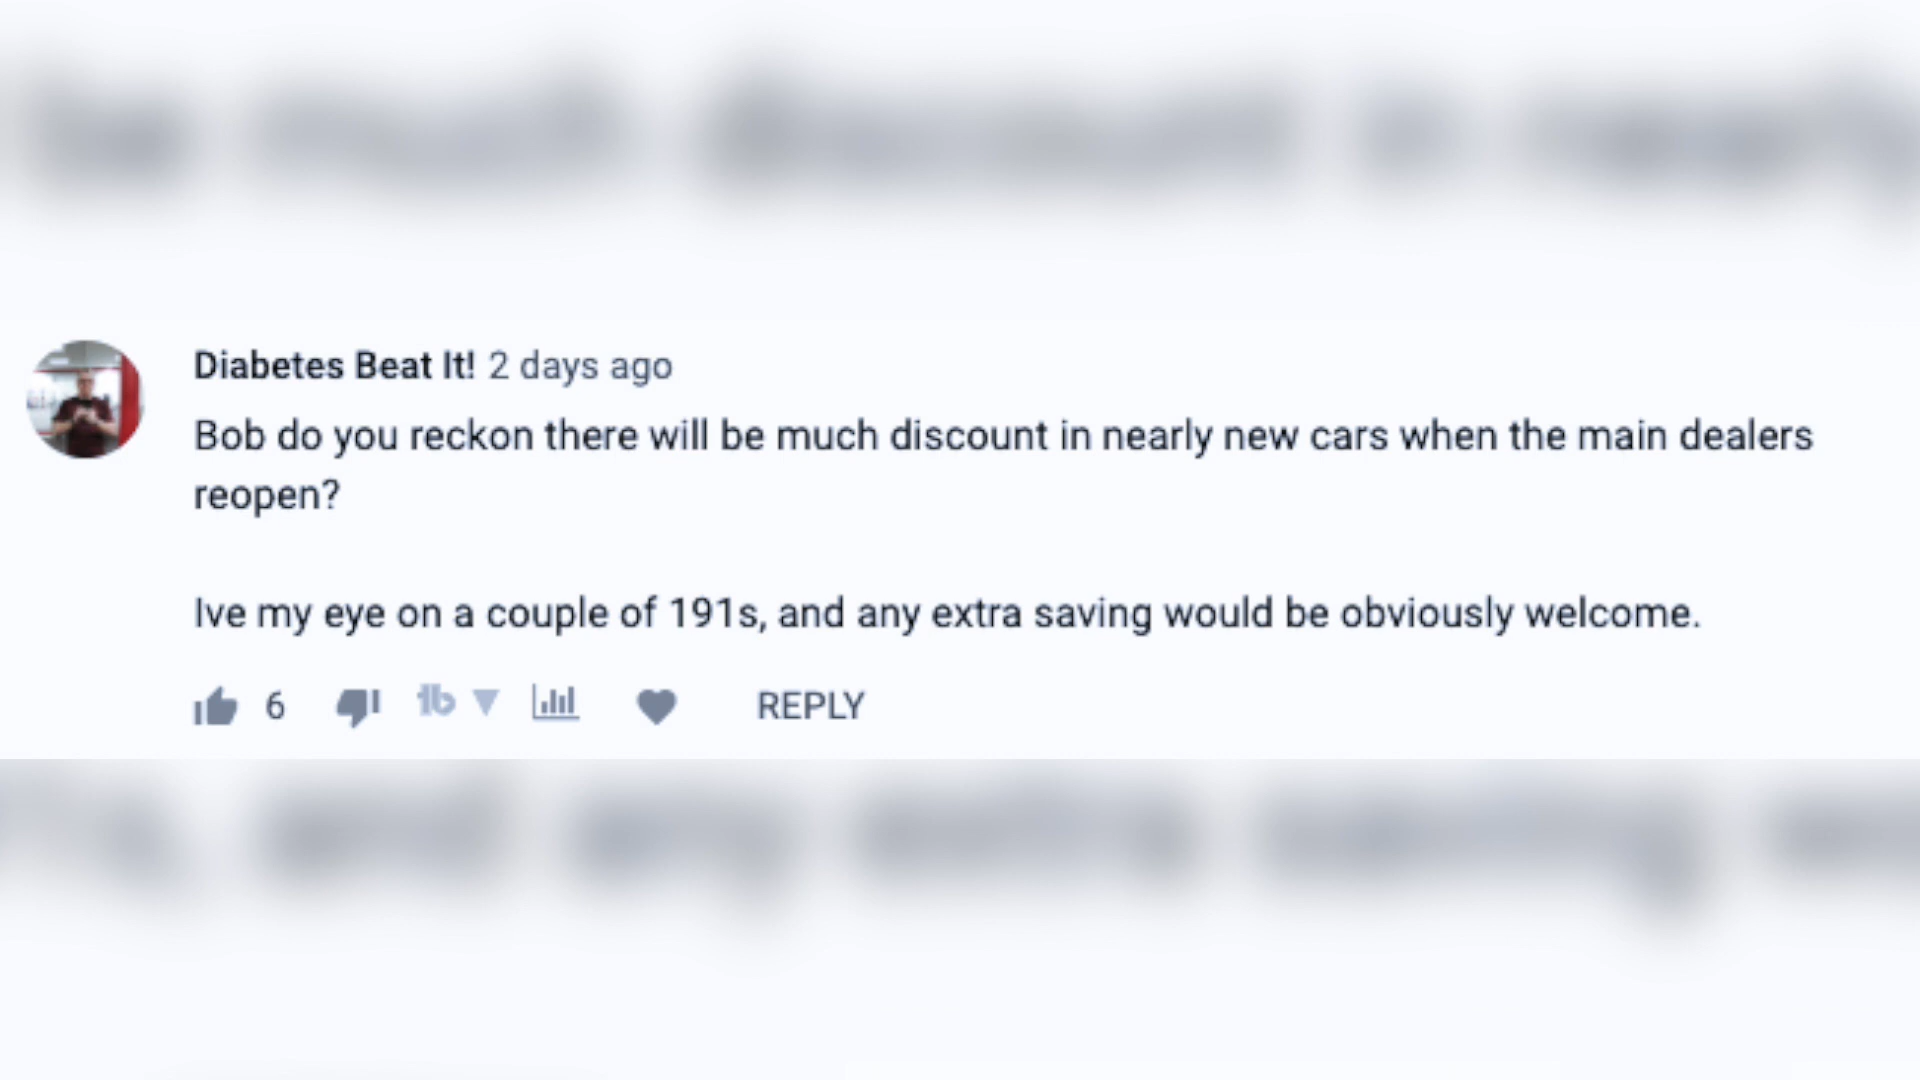 Diabetes Beat It! 2 days ago
Bob do you reckon there will be much discount in nearly new cars when the main dealers
reopen?
Ive my eye on a couple of 191s, and any extra saving would be obviously welcome.
6 REPLY